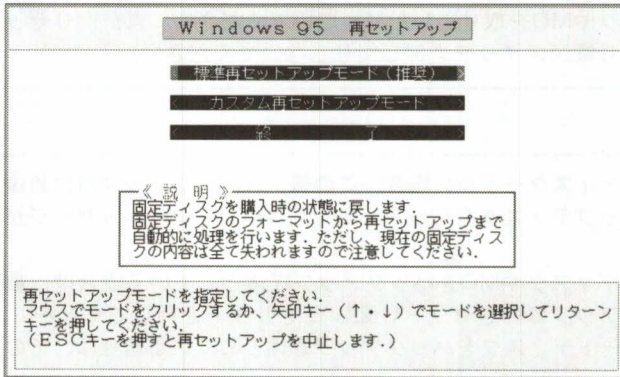 Windows 95 再セットアップ
標準再セットアップモード（推奨）
カスタム再セットアップモード
終 了
《 説 明 》
固定ディスクを購入時の状態に戻します．
固定ディスクのフォーマットから再セットアップまで
自動的に処理を行います．ただし、現在の固定ディス
クの内容は全て失われますので注意してください．
再セットアップモードを指定してください．
マウスでモードをクリックするか、矢印キー（↑・↓）でモードを選択してリターン
キーを押してください．
（ＥＳＣキーを押すと再セットアップを中止します．）